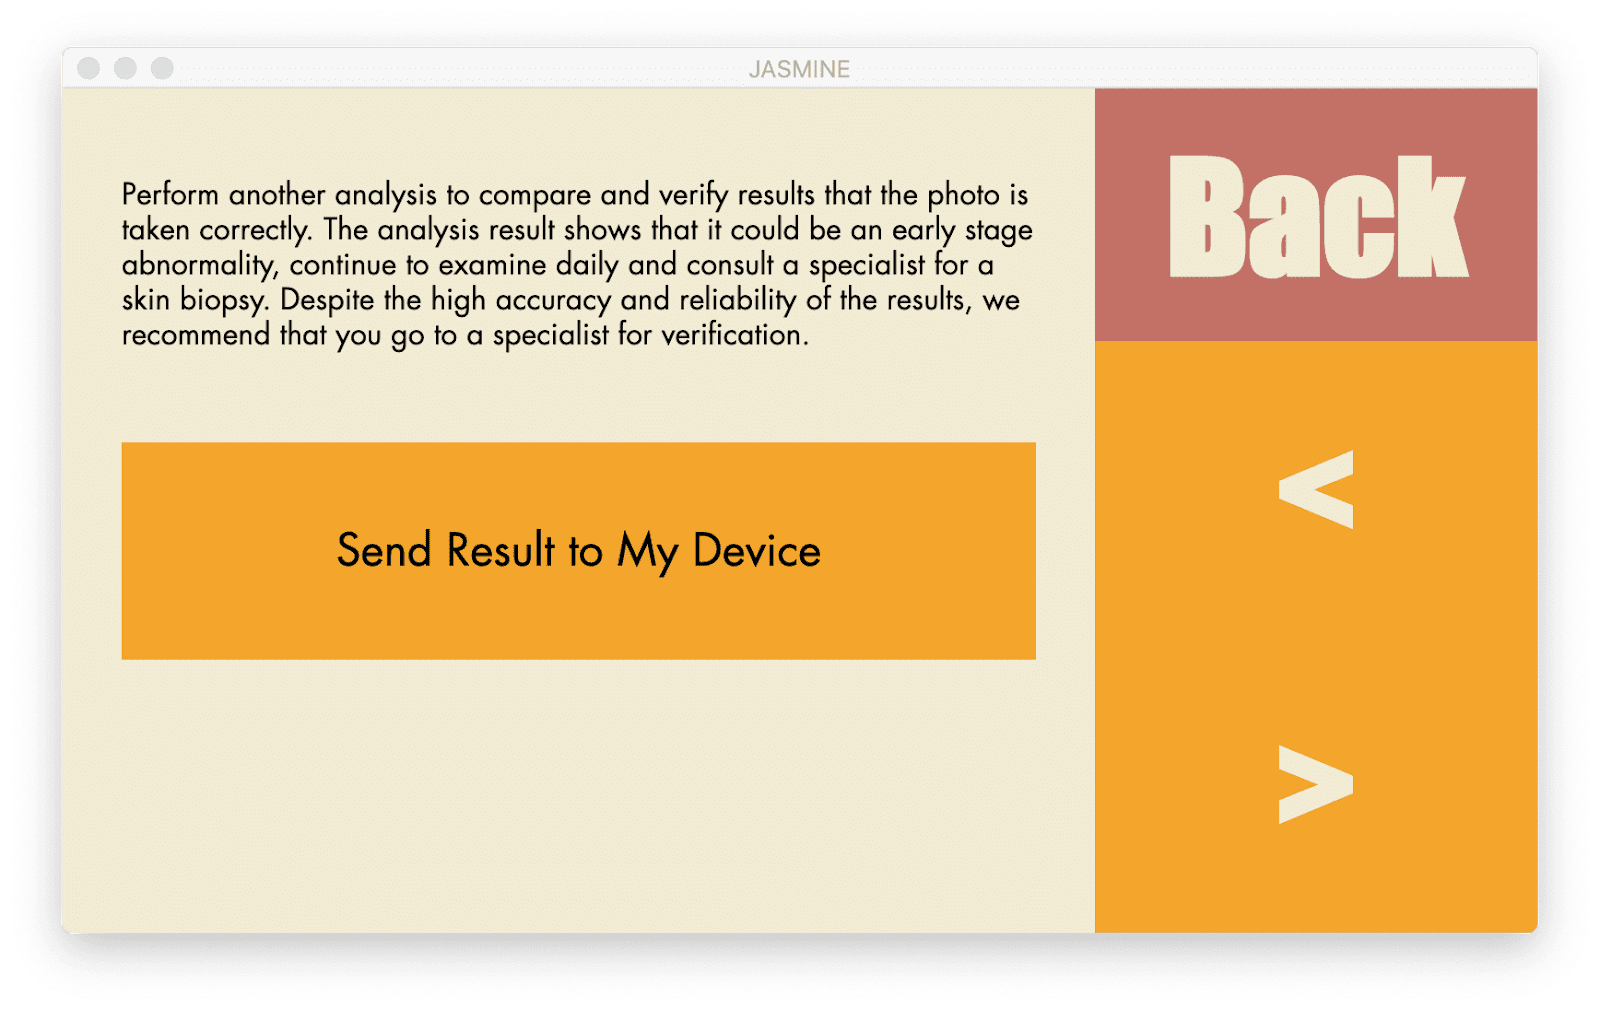 JASMINE
Perform another analysis to compare and verify results that the photo is
taken correctly. The analysis result shows that it could be an early stage
abnormality, continue to examine daily and consult a specialist for a
skin biopsy. Despite the high accuracy and reliability of the results, we
recommend that you go to a specialist for verification.
Send Result to My Device
Back
<
>